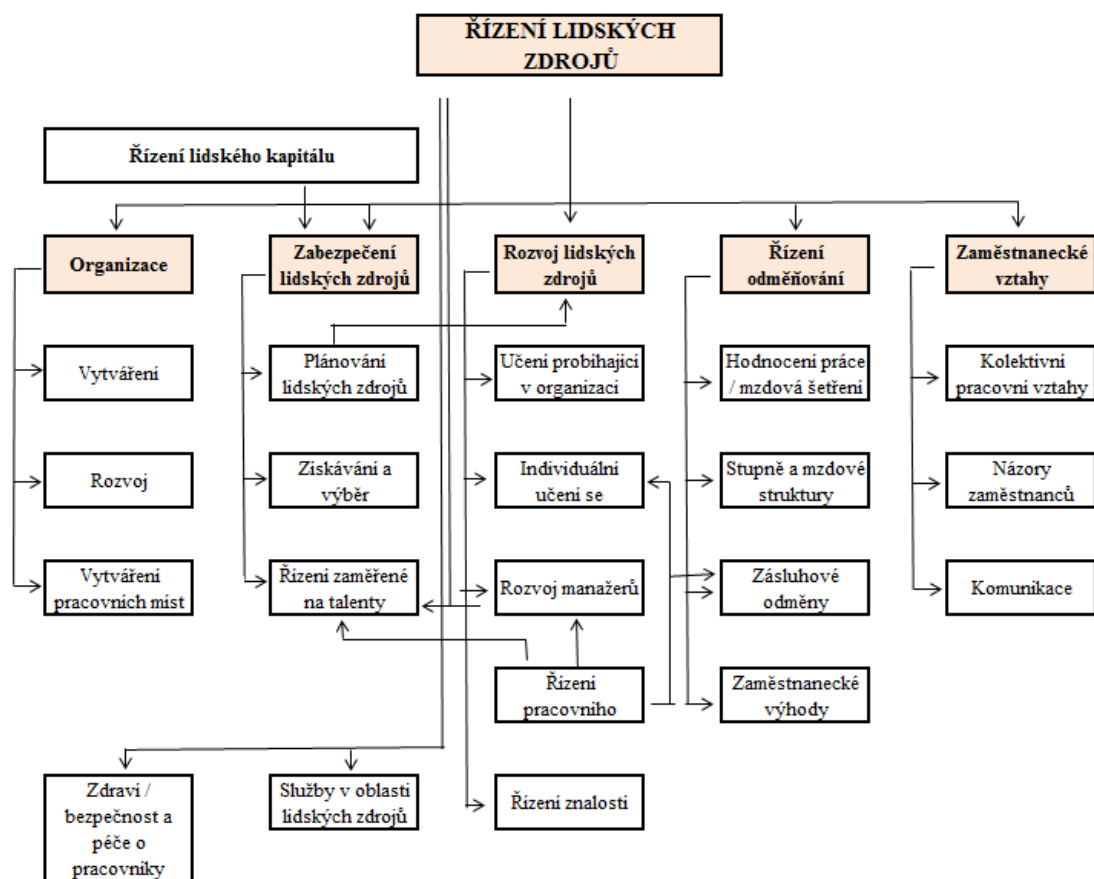 ŘÍZENÍ LIDSKÝCH
ZDROJŮ
Řízení lidského kapitálu
Organizace
Zabezpečení
lidských zdrojů
Rozvoj lidských
zdrojů
Řízení
odměňování
Zaměstnanecké
vztahy
Vytváření
Plánování
lidských zdrojů
Učení probíhající
v organizaci
Hodnocení práce
/ mzdová šetření
Kolektivní
pracovní vztahy
Rozvoj
Získávání a
výběr
Individuální
učení se
Stupně a mzdové
struktury
Názory
zaměstnanců
Vytváření
pracovních míst
Řízení zaměřené
na talenty
Rozvoj manažerů
Zásluhové
odměny
Komunikace
Řízení
pracovního
Zaměstnanecké
výhody
Zdraví /
bezpečnost a
péče o
pracovníky
Služby v oblasti
lidských zdrojů
Řízení znalostí